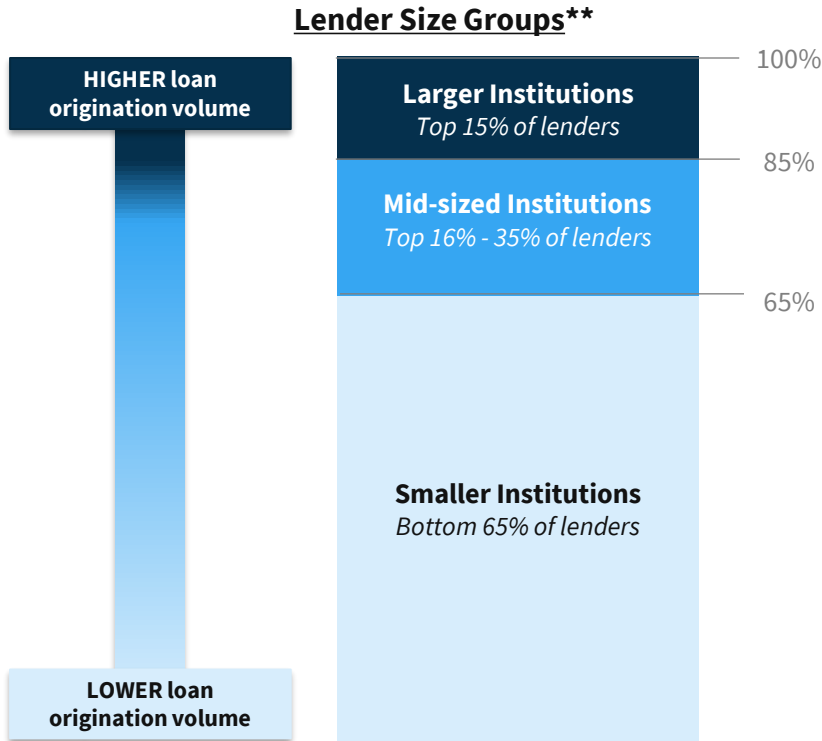 Lender Size Groups**
HIGHER loan
origination volume
LOWER loan
origination volume
Larger Institutions
Top 15% of lenders
Mid-sized Institutions
Top 16% - 35% of lenders
Smaller Institutions
Bottom 65% of lenders
100%
85%
65%